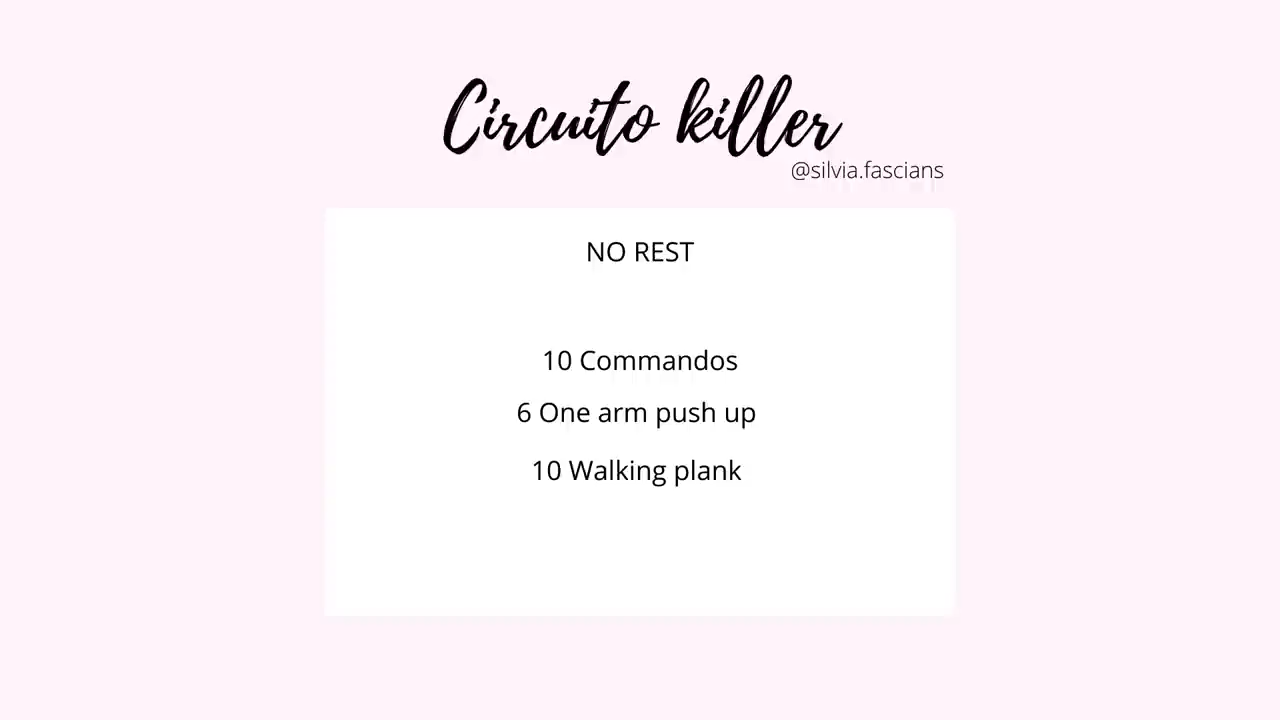 Circuito killer
@silvia.fascians
NO REST
10 Commandos
6 One arm push up
10 Walking plank